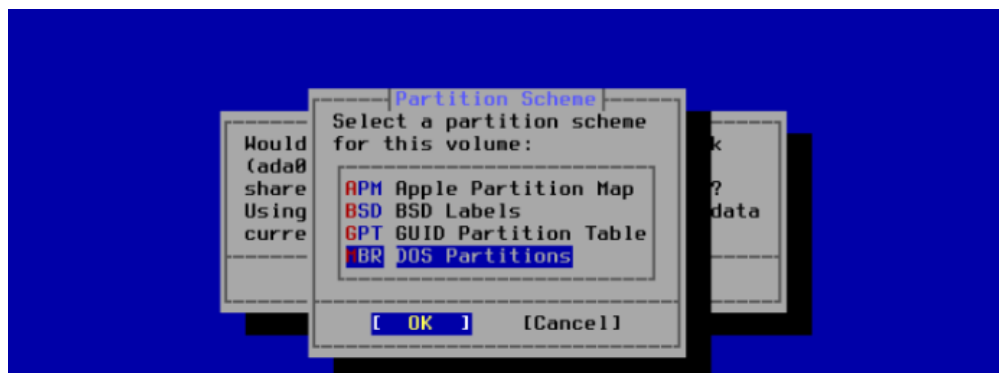 Partition Scheme
Select a partition scheme
for this volume:
Would
k
(ada0
share
?
Using
data
curre
APM Apple Partition Map
BSD BSD Labels
GPT GUID Partition Table
MBR DOS Partitions
[ OK ] [Cancel]